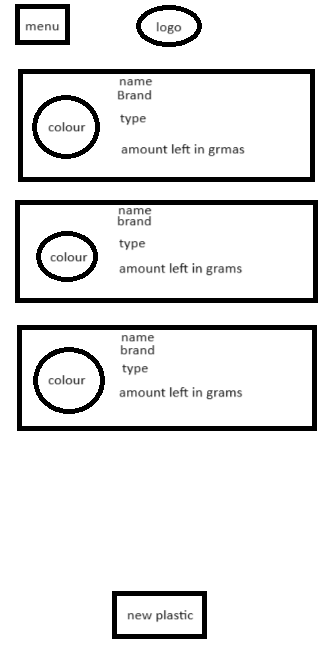 menu
logo
name
Brand
colour
type
amount left in grmas
name
brand
colour
type
amount left in grams
name
brand
colour
type
amount left in grams
new plastic